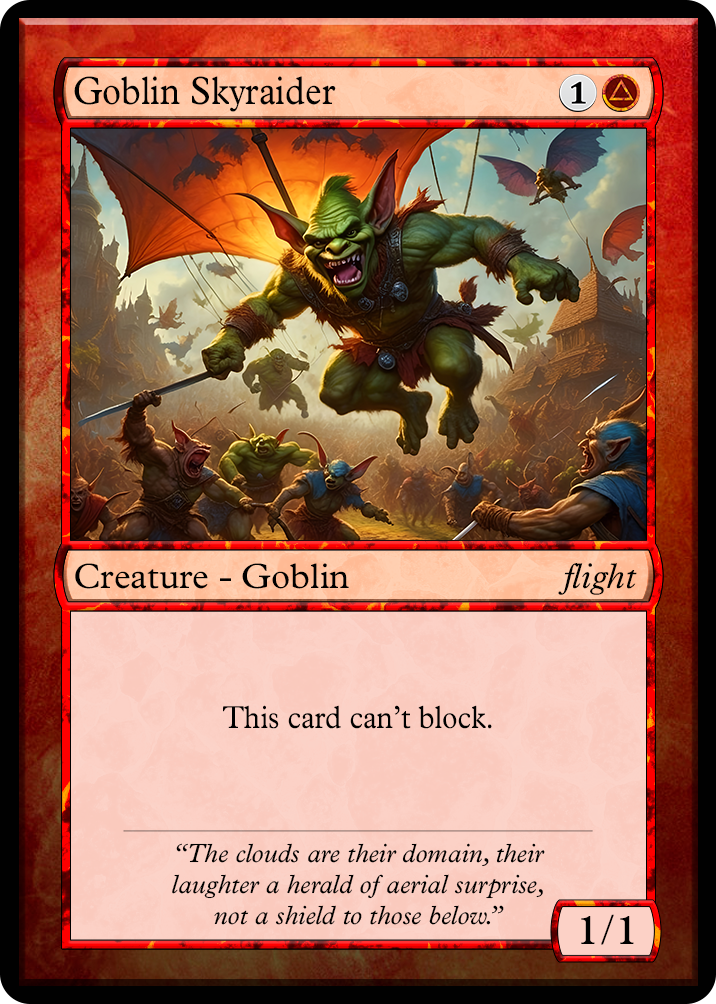 Goblin Skyraider 1
Creature - Goblin flight
This card can't block.
“The clouds are their domain, their
laughter a herald of aerial surprise,
not a shield to those below.”
1/1